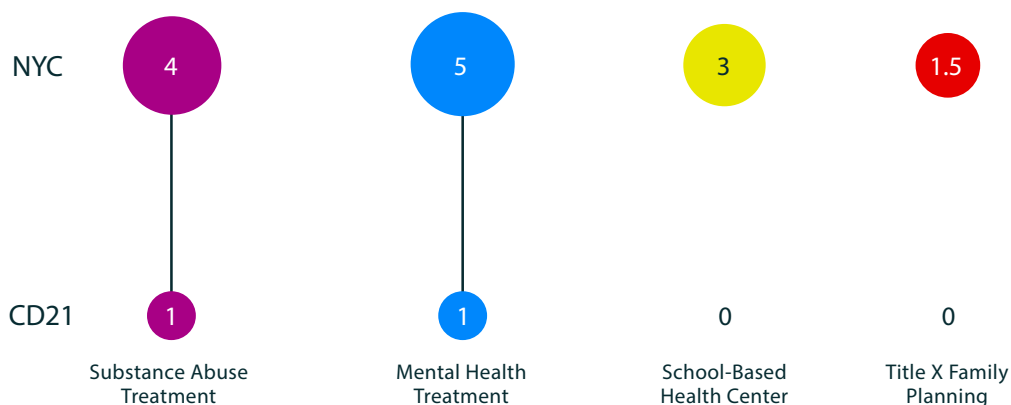 NYC 4 5 3 1.5
CD21 1 1 0 0
Substance Abuse
Treatment
Mental Health
Treatment
School-Based
Health Center
Title X Family
Planning